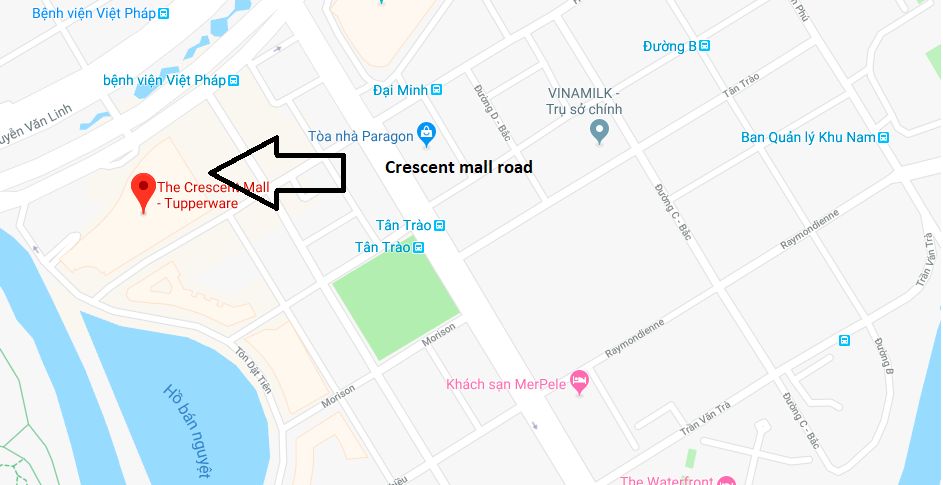 Bệnh viện Việt Pháp
Đường B
bệnh viện Việt Pháp
Tân Trào
Đại Minh
Đường D - Bắc
VINAMILK -
Trụ sở chính
uyễn Văn Linh
Tòa nhà Paragon
Ban Quản lý Khu Nam
Crescent mall road
The Crescent Mall
- Tupperware
Đường C - Bắc
Tân Trào
Tân Trào
Raymondienne
Trần Văn Trà
Morison
Raymondienne
Tôn Dật Tiên
Đường B
Khách sạn MerPele
Morison
Hồ bán nguyệt
Trần Văn Trà
Đường C - Bắc
The Waterfront